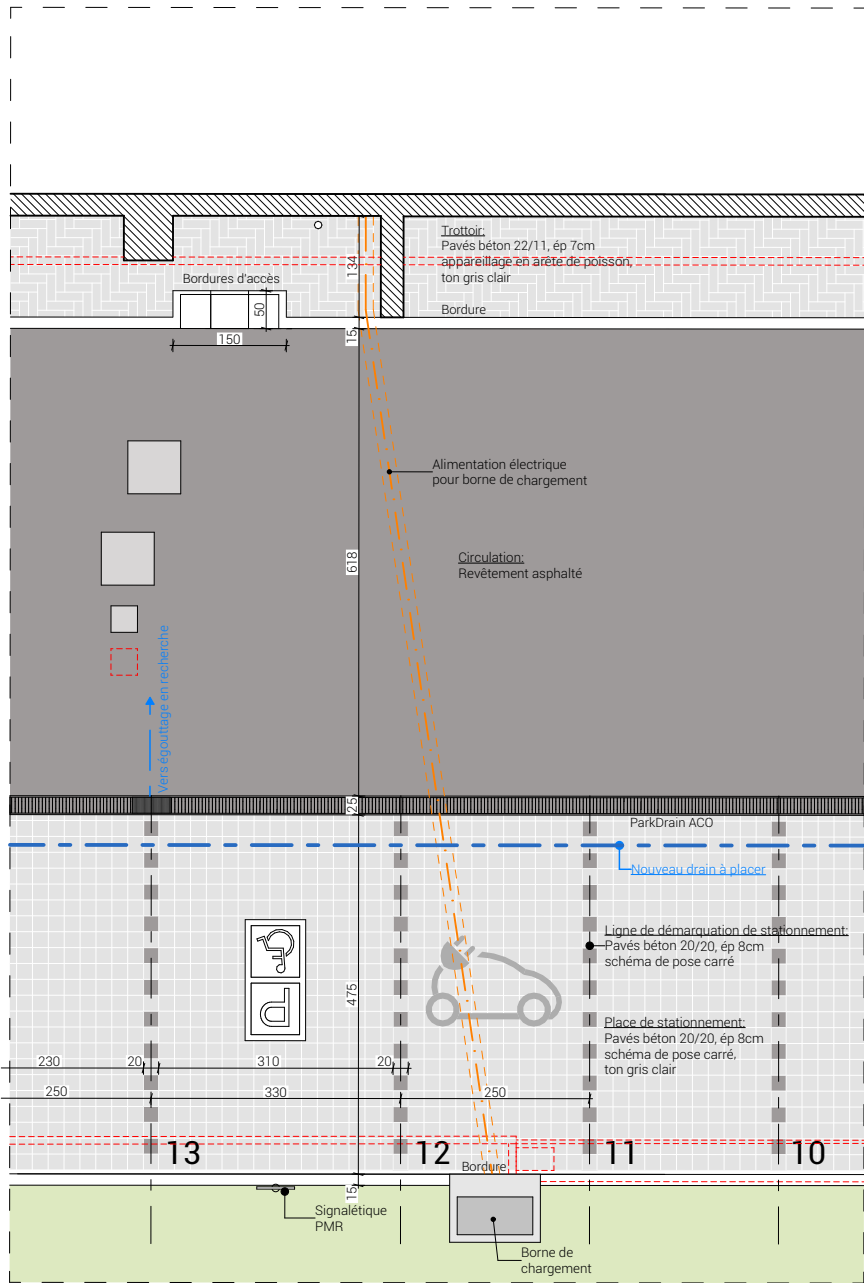 Trottoir:
Pavés béton 22/11, ép 7cm
appareillage en arête de poisson,
ton gris clair
134
Bordures d'accès
50
Bordure
15
150
Alimentation électrique
pour borne de chargement
618
Circulation:
Revêtement asphalté
Vers égouttage en recherche
25
ParkDrain ACO
Nouveau drain à placer
Ligne de démarquation de stationnement:
Pavés béton 20/20, ép 8cm
schéma de pose carré
P
475
Place de stationnement:
Pavés béton 20/20, ép 8cm
schéma de pose carré,
ton gris clair
230
20
310
20
250
330
250
13
12
11
10
Bordure
15
Signalétique
PMR
Borne de
chargement